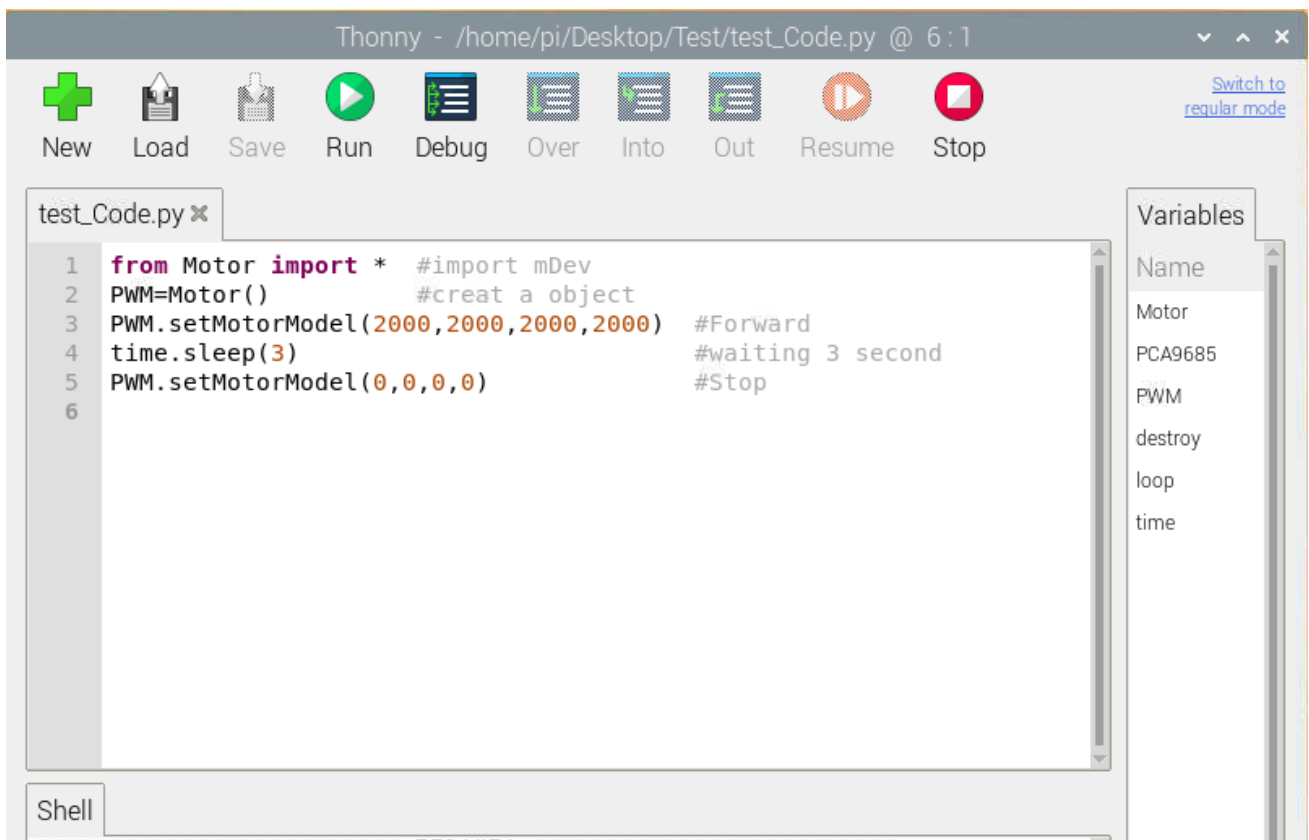 Thonny - /home/pi/Desktop/Test/test_Code.py @ 6:1
Switch to
regular mode
New Load Save Run Debug Over Into Out Resume Stop
test_Code.py
1 from Motor import * #import mDev
2 PWM=Motor() #creat a object
3 PWM.setMotorModel(2000,2000,2000,2000) #Forward
4 time.sleep(3) #waiting 3 second
5 PWM.setMotorModel(0,0,0,0) #Stop
6
Variables
Name
Motor
PCA9685
PWM
destroy
loop
time
Shell